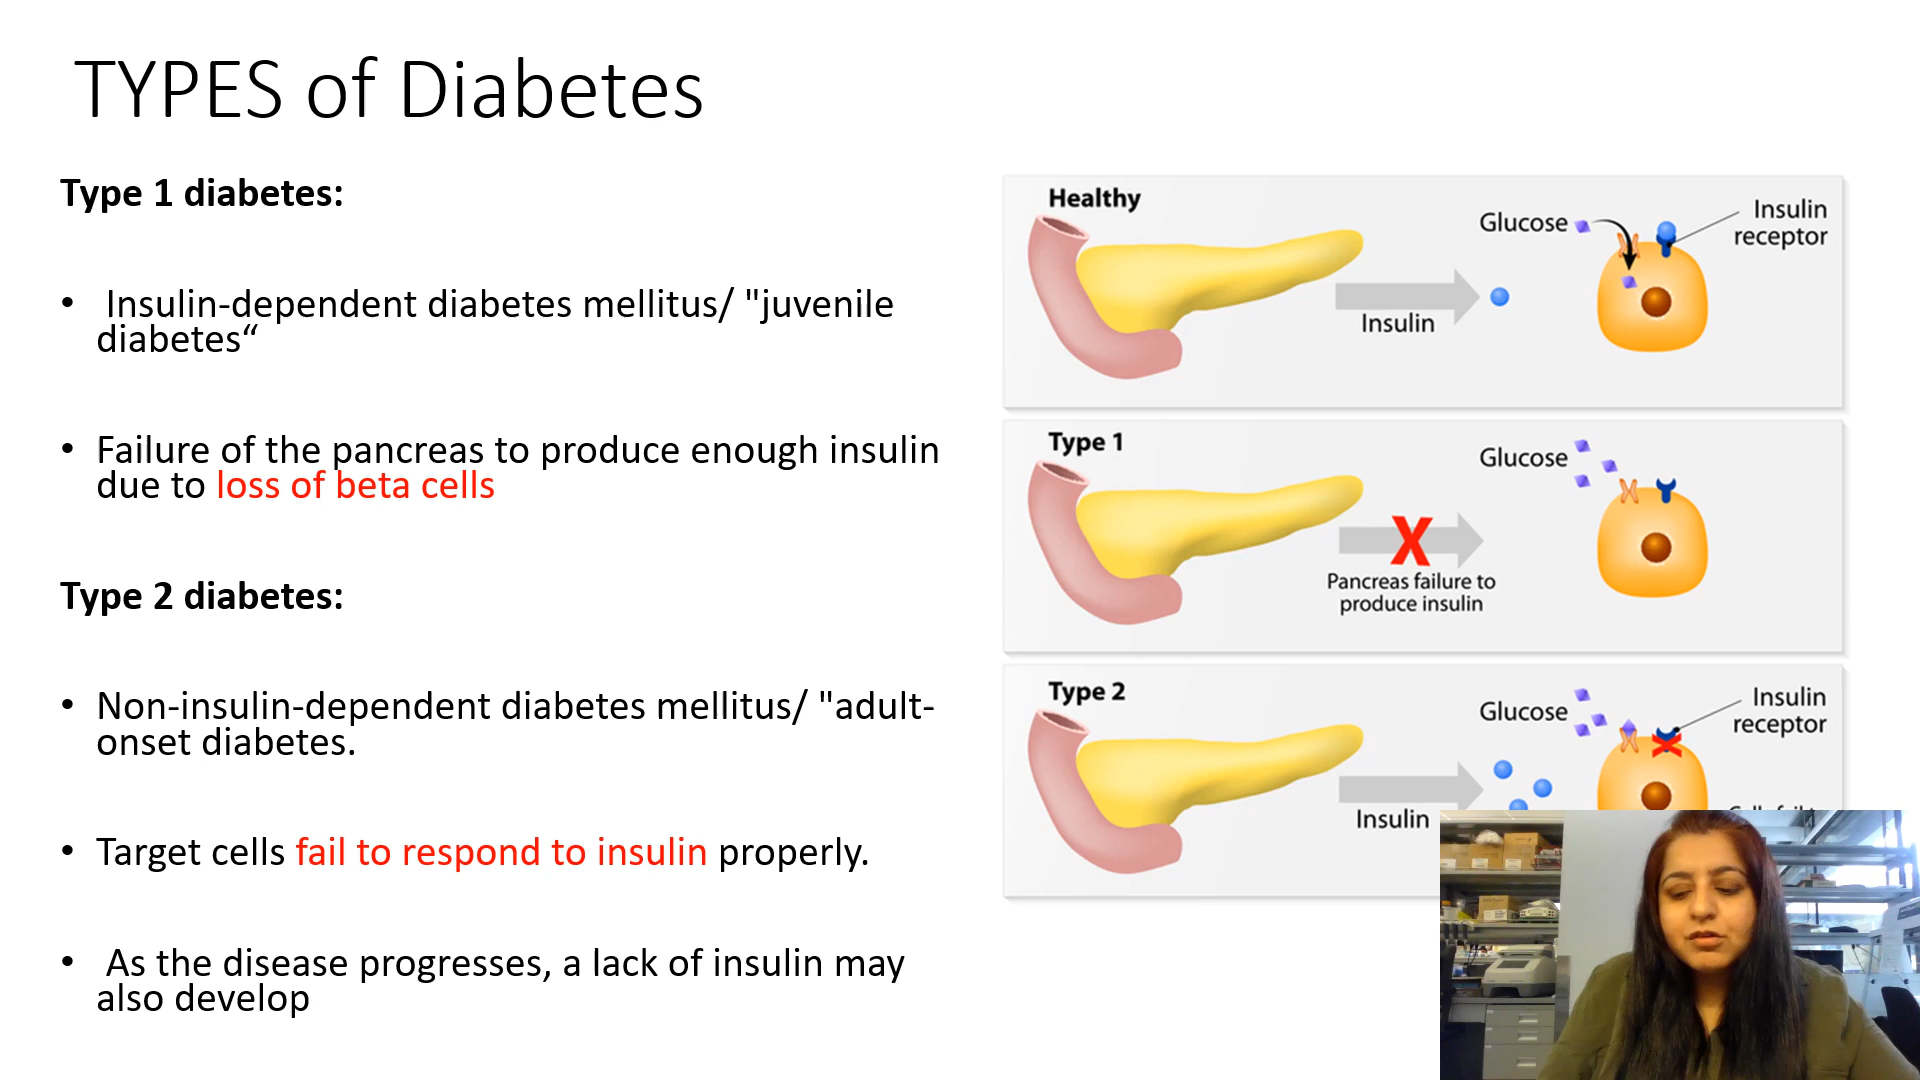 TYPES of Diabetes
Type 1 diabetes:
• Insulin-dependent diabetes mellitus/ "juvenile
diabetes“
• Failure of the pancreas to produce enough insulin
due to loss of beta cells
Type 2 diabetes:
• Non-insulin-dependent diabetes mellitus/ "adult-
onset diabetes.
• Target cells fail to respond to insulin properly.
• As the disease progresses, a lack of insulin may
also develop
Healthy
Glucose
Insulin
receptor
Insulin
Type 1
Glucose
X
Pancreas failure to
produce insulin
Type 2
Glucose
Insulin
receptor
Insulin